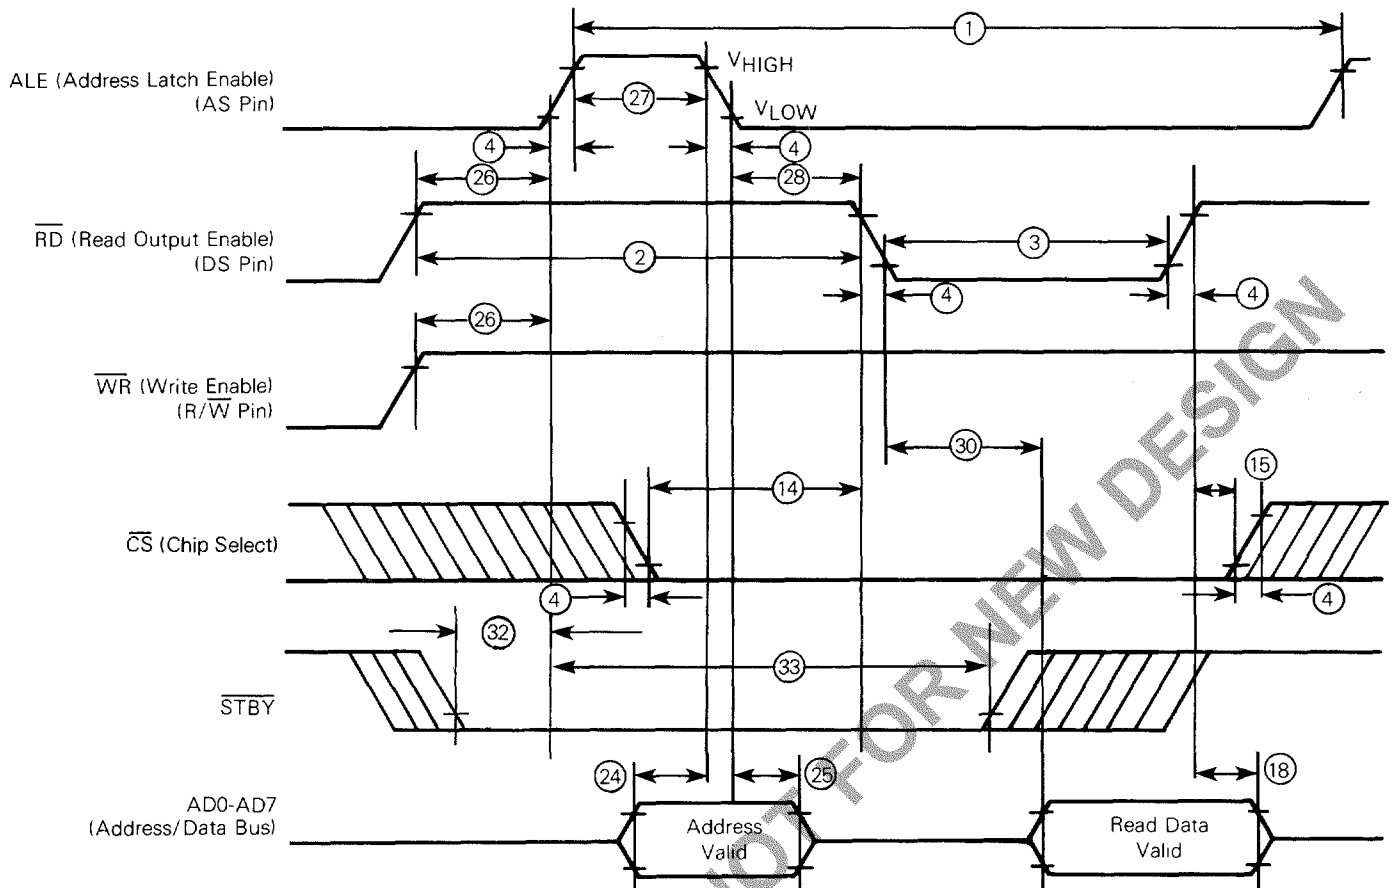 1
ALE (Address Latch Enable)
(AS Pin)
VHIGH
27
VLOW
4
4
26
28
RD (Read Output Enable)
(DS Pin)
2
3
4
4
26
WR (Write Enable)
(R/W Pin)
30
15
14
CS (Chip Select)
4
4
32
33
STBY
24
25
18
AD0-AD7
(Address/Data Bus)
Address
Valid
Read Data
Valid
NOT FOR NEW DESIGN